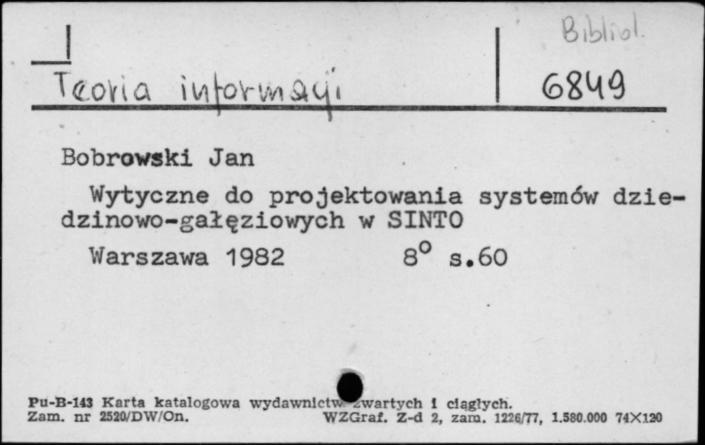 Bibliol.
Teoria informacji
6849
Bobrowski Jan
Wytyczne do projektowania systemów dzie-
dzinowo-gałęziowych w SINTO
Warszawa 1982 8° s.60
Pu-B-143 Karta katalogowa wydawnictw zwartych i ciągłych.
Zam. nr 2520/DW/On. WZGraf. Z-d 2, zam. 1226/77, 1.580.000 74X120